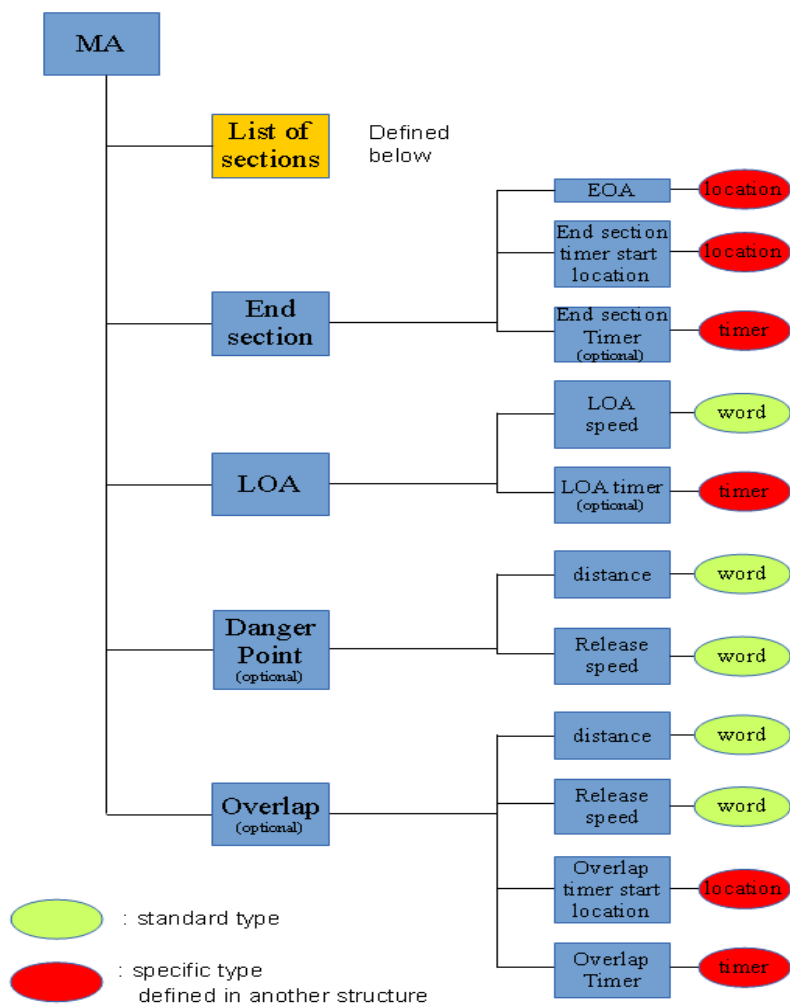 MA
List of
sections
Defined
below
EOA
location
End section
timer start
location
location
End
section
End section
Timer
(optional)
timer
LOA
speed
word
LOA
LOA timer
(optional)
timer
distance
word
Danger
Point
(optional)
Release
speed
word
distance
word
Overlap
(optional)
Release
speed
word
Overlap
timer start
location
location
Overlap
Timer
timer
: standard type
: specific type
defined in another structure